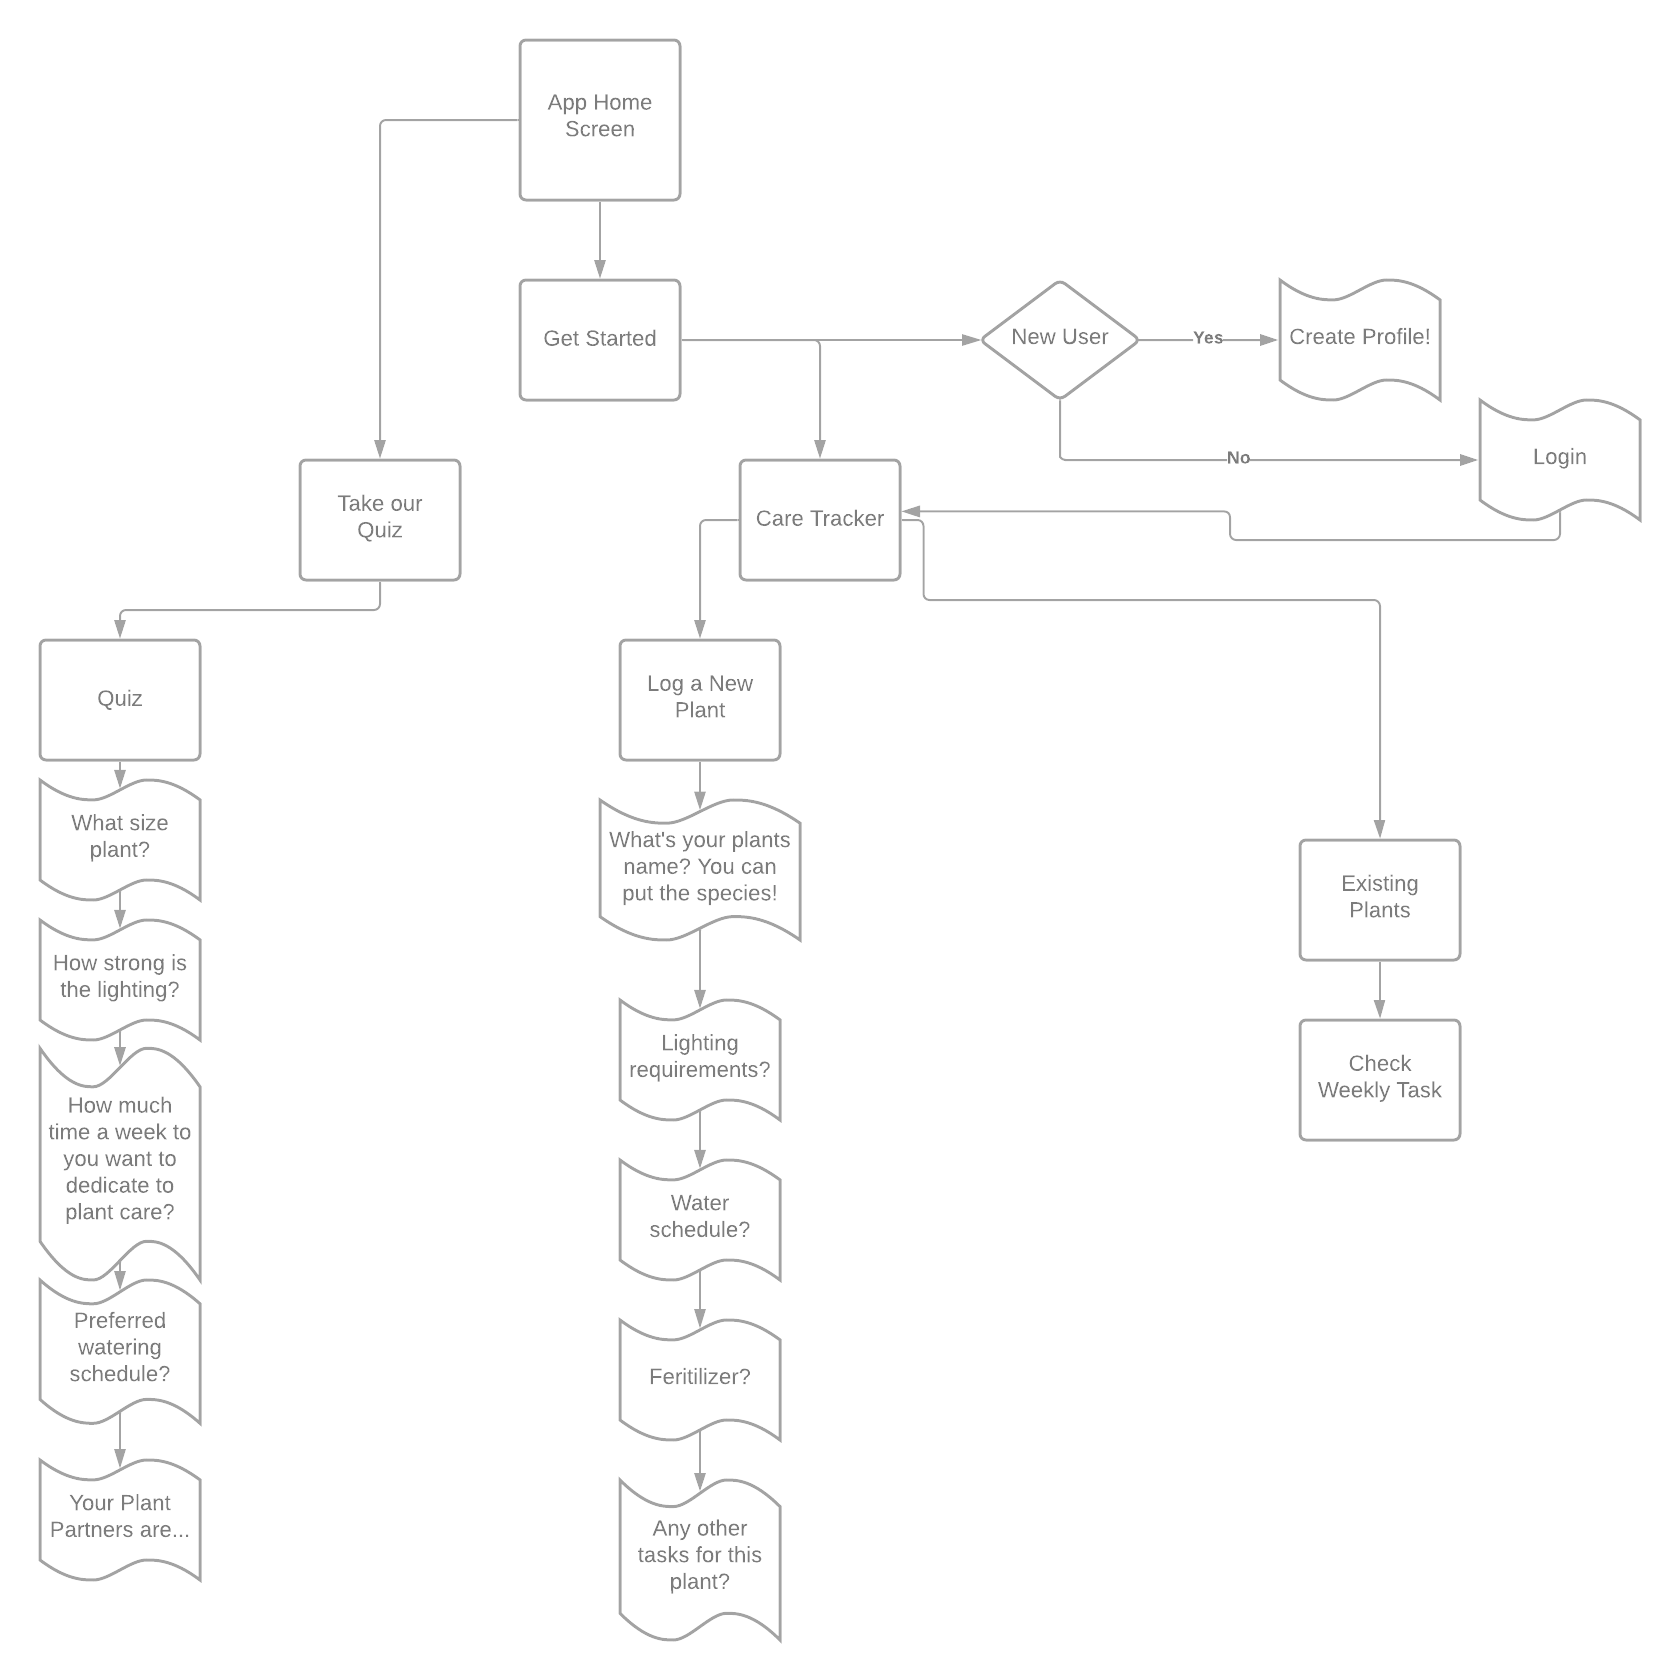 App Home
Screen
Get Started
New User
Yes
Create Profile!
No
Login
Take our
Quiz
Care Tracker
Quiz
What size
plant?
How strong is
the lighting?
How much
time a week to
you want to
dedicate to
plant care?
Preferred
watering
schedule?
Your Plant
Partners are...
Log a New
Plant
What's your plants
name? You can
put the species!
Lighting
requirements?
Water
schedule?
Feritilizer?
Any other
tasks for this
plant?
Existing
Plants
Check
Weekly Task